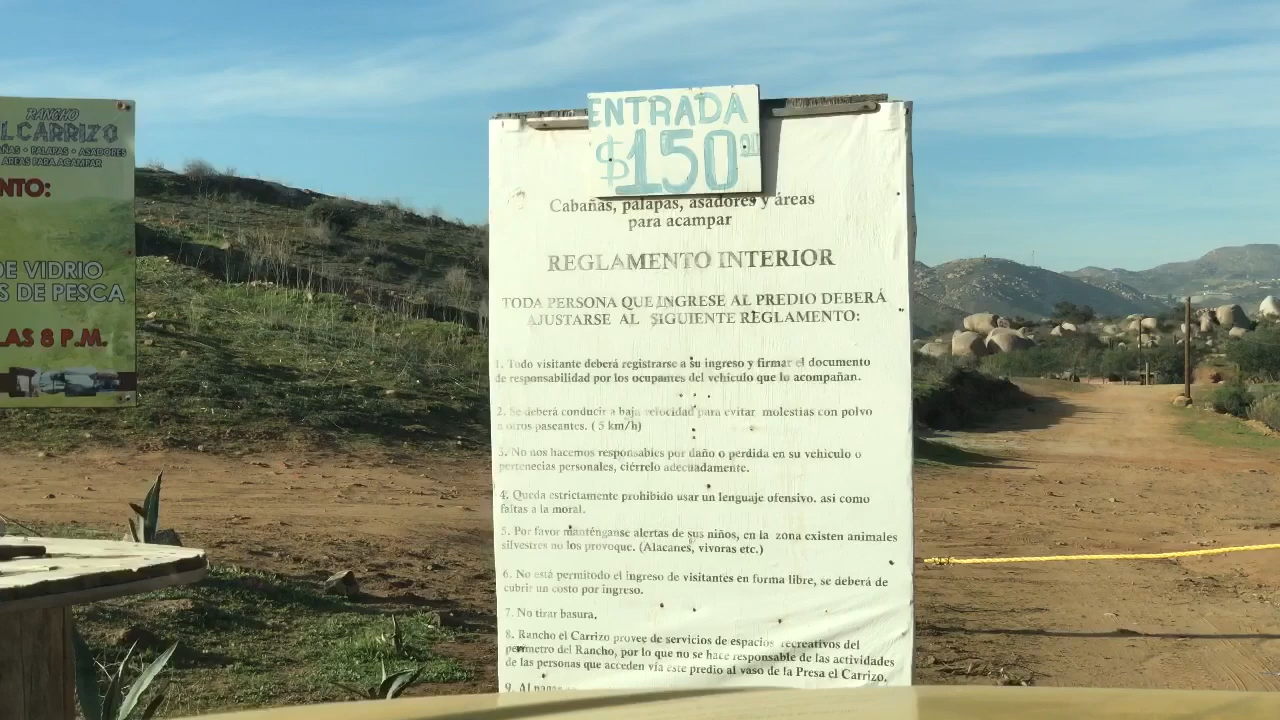 RANCHO
EL CARRIZO
ÑAS • PALAPAS • ASADORES
ÁREAS PARA ACAMPAR
NTO:
DE VIDRIO
S DE PESCA
LAS 8 P.M.
ENTRADA
$150.00
Cabañas, palapas, asadores y áreas
para acampar
REGLAMENTO INTERIOR
TODA PERSONA QUE INGRESE AL PREDIO DEBERÁ
AJUSTARSE AL SIGUIENTE REGLAMENTO:
1. Todo visitante deberá registrarse a su ingreso y firmar el documento
de responsabilidad por los ocupantes del vehículo que lo acompañan.
2. Se deberá conducir a baja velocidad para evitar molestias con polvo
a otros paseantes. ( 5 km/h)
3. No nos hacemos responsables por daño o perdida en su vehículo o
pertenecias personales, ciérrelo adecuadamente.
4. Queda estrictamente prohibido usar un lenguaje ofensivo. asi como
faltas a la moral.
5. Por favor manténganse alertas de sus niños, en la zona existen animales
silvestres no los provoque. (Alacanes, vivoras etc.)
6. No está permitodo el ingreso de visitantes en forma libre, se deberá de
cubrir un costo por ingreso.
7. No tirar basura,
8. Rancho el Carrizo provee de servicios de espacios recreativos del
perímetro del Rancho, por lo que no se hace responsable de las actividades
de las personas que acceden vía este predio al vaso de la Presa el Carrizo,
9. Al